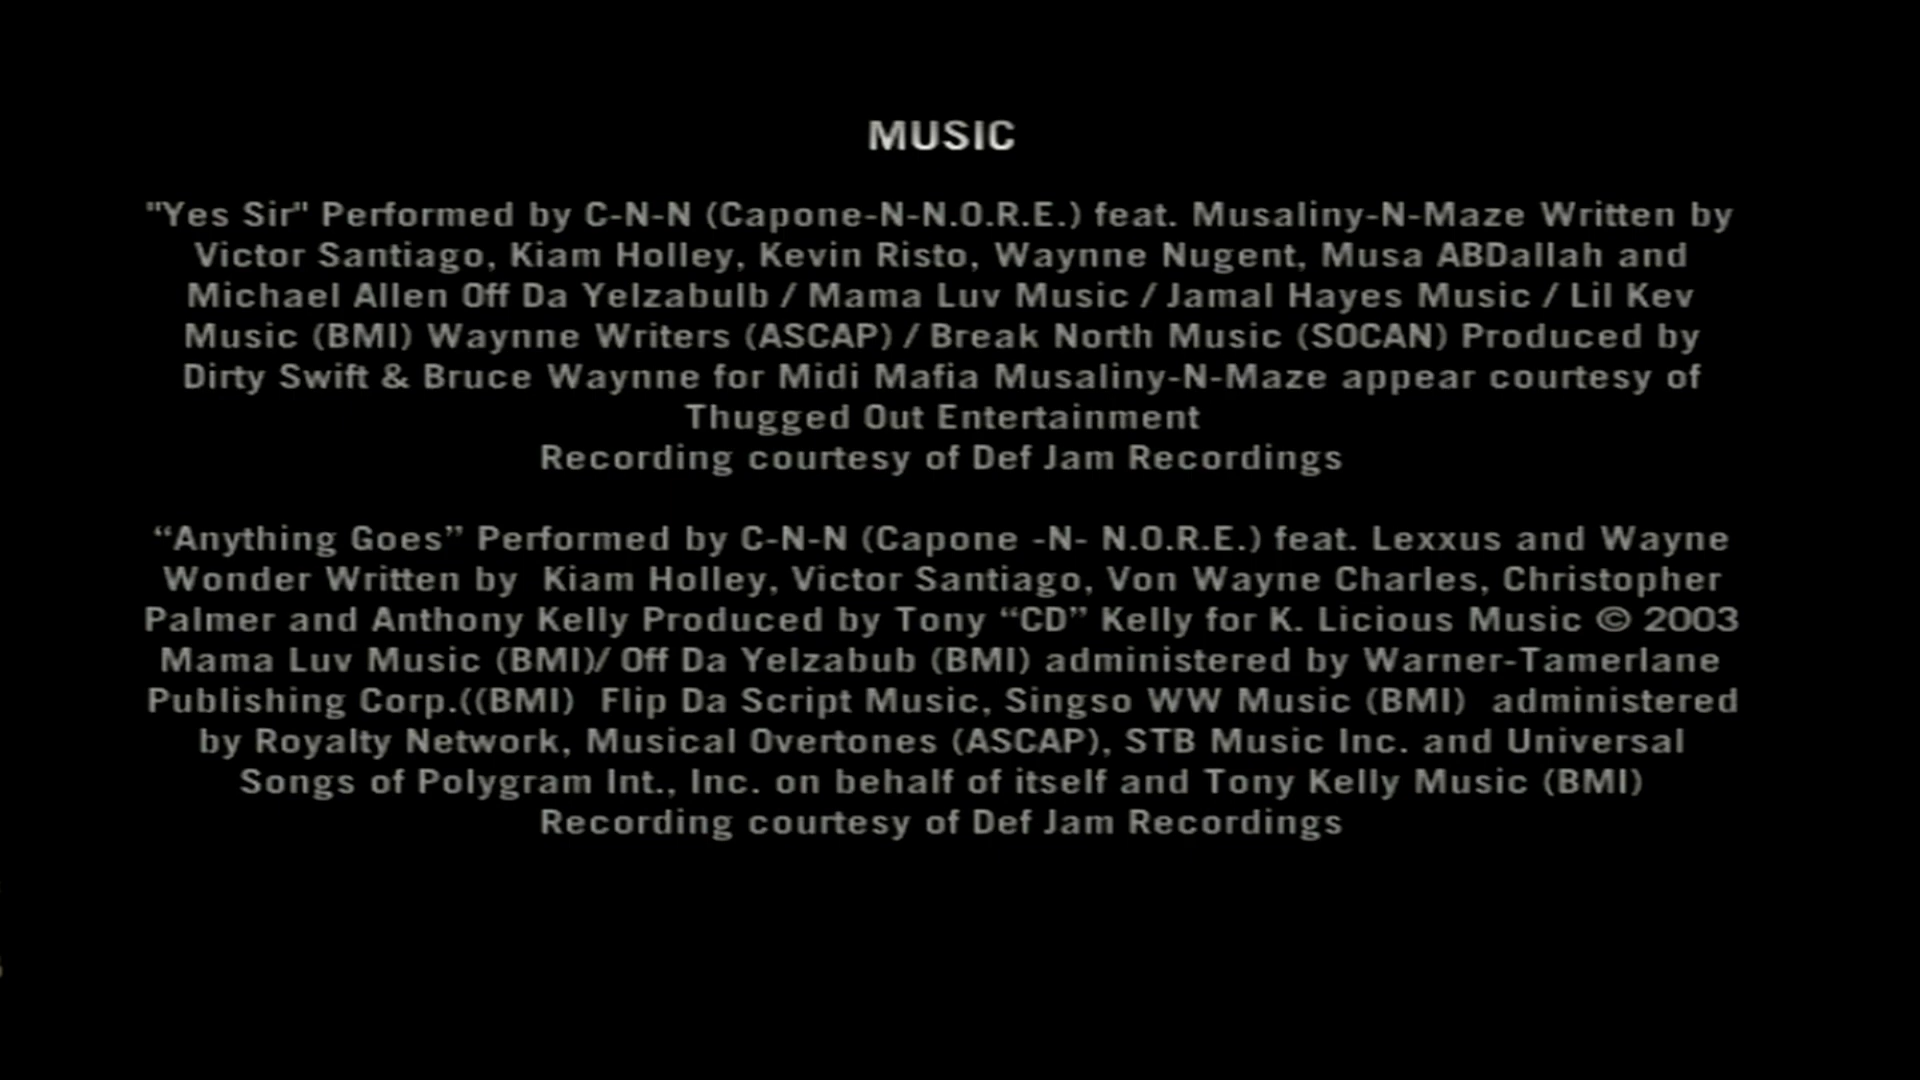 MUSIC
"Yes Sir" Performed by C-N-N (Capone-N-N.O.R.E.) feat. Musaliny-N-Maze Written by
Victor Santiago, Kiam Holley, Kevin Risto, Waynne Nugent, Musa ABDallah and
Michael Allen Off Da Yelzabulb / Mama Luv Music / Jamal Hayes Music / Lil Kev
Music (BMI) Waynne Writers (ASCAP) / Break North Music (SOCAN) Produced by
Dirty Swift & Bruce Waynne for Midi Mafia Musaliny-N-Maze appear courtesy of
Thugged Out Entertainment
Recording courtesy of Def Jam Recordings
“Anything Goes” Performed by C-N-N (Capone -N- N.O.R.E.) feat. Lexxus and Wayne
Wonder Written by  Kiam Holley, Victor Santiago, Von Wayne Charles, Christopher
Palmer and Anthony Kelly Produced by Tony “CD” Kelly for K. Licious Music © 2003
Mama Luv Music (BMI)/ Off Da Yelzabub (BMI) administered by Warner-Tamerlane
Publishing Corp.((BMI)  Flip Da Script Music, Singso WW Music (BMI)  administered
by Royalty Network, Musical Overtones (ASCAP), STB Music Inc. and Universal
Songs of Polygram Int., Inc. on behalf of itself and Tony Kelly Music (BMI)
Recording courtesy of Def Jam Recordings